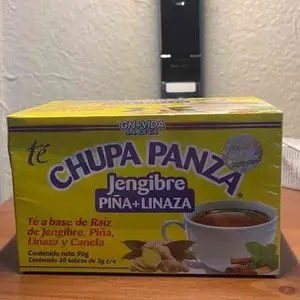 GN+VIDA
té
CHUPA PANZA
Jengibre
PIÑA+LINAZA
Té a base de Raíz
de Jengibre, Piña,
Linaza y Canela
Contenido neto 90g
Contenido 30 sobres de 3g c/u